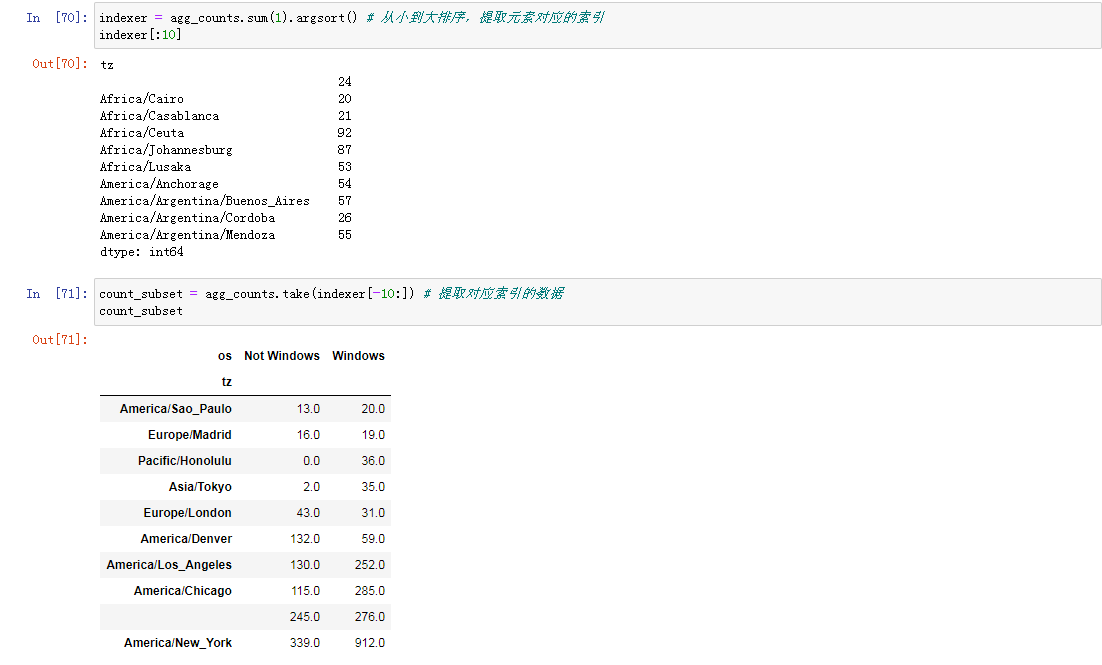 In [70]: indexer = agg_counts.sum(1).argsort() # 从小到大排序，提取元素对应的索引
indexer[:10]
Out[70]: tz
24
Africa/Cairo 20
Africa/Casablanca 21
Africa/Ceuta 92
Africa/Johannesburg 87
Africa/Lusaka 53
America/Anchorage 54
America/Argentina/Buenos_Aires 57
America/Argentina/Cordoba 26
America/Argentina/Mendoza 55
dtype: int64
In [71]: count_subset = agg_counts.take(indexer[-10:]) # 提取对应索引的数据
count_subset
Out[71]:
os Not Windows Windows
tz
America/Sao_Paulo 13.0 20.0
Europe/Madrid 16.0 19.0
Pacific/Honolulu 0.0 36.0
Asia/Tokyo 2.0 35.0
Europe/London 43.0 31.0
America/Denver 132.0 59.0
America/Los_Angeles 130.0 252.0
America/Chicago 115.0 285.0
245.0 276.0
America/New_York 339.0 912.0